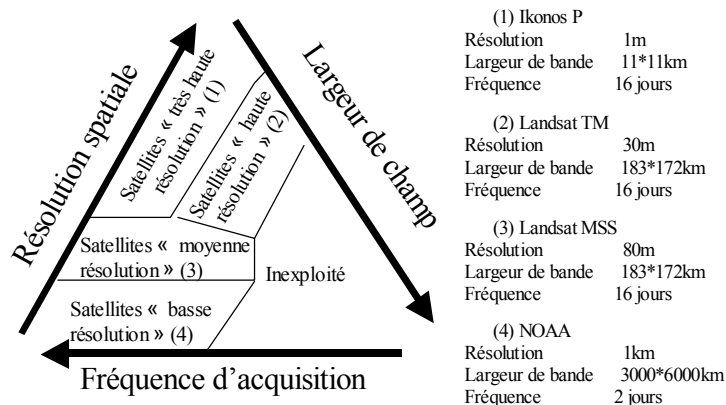 Résolution spatiale
Largeur de champ
Fréquence d’acquisition
Satellites « très haute
résolution » (1)
Satellites « haute
résolution » (2)
Satellites « moyenne
résolution » (3)
Satellites « basse
résolution » (4)
Inexploité
(1) Ikonos P
Résolution 1m
Largeur de bande 11*11km
Fréquence 16 jours
(2) Landsat TM
Résolution 30m
Largeur de bande 183*172km
Fréquence 16 jours
(3) Landsat MSS
Résolution 80m
Largeur de bande 183*172km
Fréquence 16 jours
(4) NOAA
Résolution 1km
Largeur de bande 3000*6000km
Fréquence 2 jours